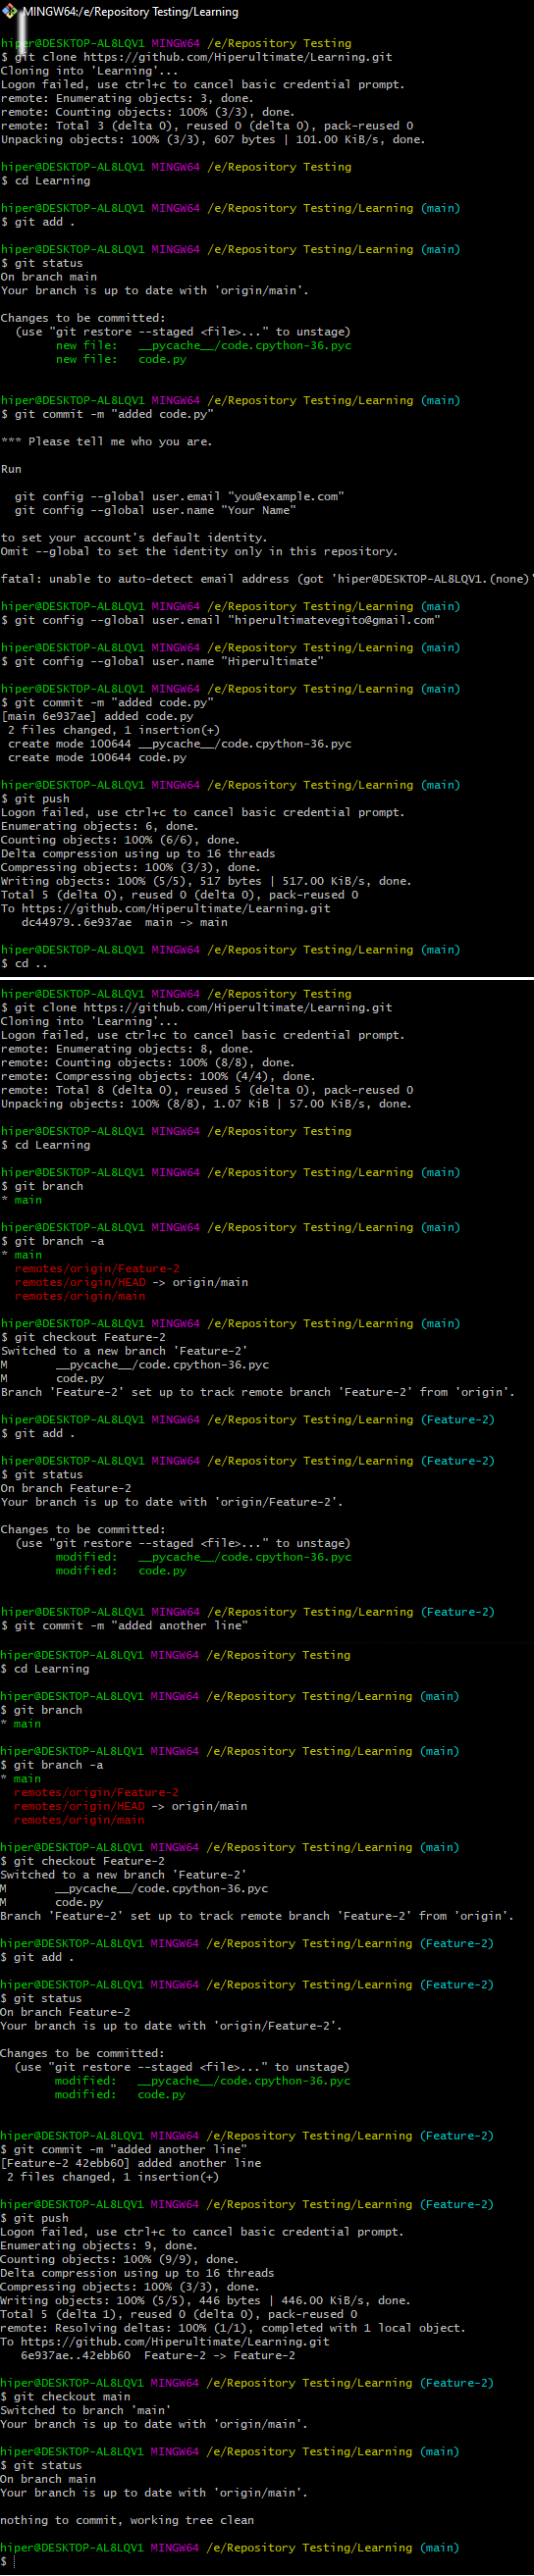 MINGW64:/e/Repository Testing/Learning
hiper@DESKTOP-AL8LQV1 MINGW64 /e/Repository Testing
$ git clone https://github.com/Hiperultimate/Learning.git
Cloning into 'Learning'...
Logon failed, use ctrl+c to cancel basic credential prompt.
remote: Enumerating objects: 3, done.
remote: Counting objects: 100% (3/3), done.
remote: Total 3 (delta 0), reused 0 (delta 0), pack-reused 0
Unpacking objects: 100% (3/3), 607 bytes | 101.00 KiB/s, done.
hiper@DESKTOP-AL8LQV1 MINGW64 /e/Repository Testing
$ cd Learning
hiper@DESKTOP-AL8LQV1 MINGW64 /e/Repository Testing/Learning (main)
$ git add .
hiper@DESKTOP-AL8LQV1 MINGW64 /e/Repository Testing/Learning (main)
$ git status
On branch main
Your branch is up to date with 'origin/main'.
Changes to be committed:
(use "git restore --staged <file>..." to unstage)
new file: __pycache__/code.cpython-36.pyc
new file: code.py
hiper@DESKTOP-AL8LQV1 MINGW64 /e/Repository Testing/Learning (main)
$ git commit -m "added code.py"
*** Please tell me who you are.
Run
git config --global user.email "you@example.com"
git config --global user.name "Your Name"
to set your account's default identity.
Omit --global to set the identity only in this repository.
fatal: unable to auto-detect email address (got 'hiper@DESKTOP-AL8LQV1.(none)'
hiper@DESKTOP-AL8LQV1 MINGW64 /e/Repository Testing/Learning (main)
$ git config --global user.email "hiperultimatevegito@gmail.com"
hiper@DESKTOP-AL8LQV1 MINGW64 /e/Repository Testing/Learning (main)
$ git config --global user.name "Hiperultimate"
hiper@DESKTOP-AL8LQV1 MINGW64 /e/Repository Testing/Learning (main)
$ git commit -m "added code.py"
[main 6e937ae] added code.py
2 files changed, 1 insertion(+)
create mode 100644 __pycache__/code.cpython-36.pyc
create mode 100644 code.py
hiper@DESKTOP-AL8LQV1 MINGW64 /e/Repository Testing/Learning (main)
$ git push
Logon failed, use ctrl+c to cancel basic credential prompt.
Enumerating objects: 6, done.
Counting objects: 100% (6/6), done.
Delta compression using up to 16 threads
Compressing objects: 100% (3/3), done.
Writing objects: 100% (5/5), 517 bytes | 517.00 KiB/s, done.
Total 5 (delta 0), reused 0 (delta 0), pack-reused 0
To https://github.com/Hiperultimate/Learning.git
dc44979..6e937ae main -> main
hiper@DESKTOP-AL8LQV1 MINGW64 /e/Repository Testing/Learning (main)
$ cd ..
hiper@DESKTOP-AL8LQV1 MINGW64 /e/Repository Testing
$ git clone https://github.com/Hiperultimate/Learning.git
Cloning into 'Learning'...
Logon failed, use ctrl+c to cancel basic credential prompt.
remote: Enumerating objects: 8, done.
remote: Counting objects: 100% (8/8), done.
remote: Compressing objects: 100% (4/4), done.
remote: Total 8 (delta 0), reused 5 (delta 0), pack-reused 0
Unpacking objects: 100% (8/8), 1.07 KiB | 57.00 KiB/s, done.
hiper@DESKTOP-AL8LQV1 MINGW64 /e/Repository Testing
$ cd Learning
hiper@DESKTOP-AL8LQV1 MINGW64 /e/Repository Testing/Learning (main)
$ git branch
* main
hiper@DESKTOP-AL8LQV1 MINGW64 /e/Repository Testing/Learning (main)
$ git branch -a
* main
remotes/origin/Feature-2
remotes/origin/HEAD -> origin/main
remotes/origin/main
hiper@DESKTOP-AL8LQV1 MINGW64 /e/Repository Testing/Learning (main)
$ git checkout Feature-2
Switched to a new branch 'Feature-2'
M __pycache__/code.cpython-36.pyc
M code.py
Branch 'Feature-2' set up to track remote branch 'Feature-2' from 'origin'.
hiper@DESKTOP-AL8LQV1 MINGW64 /e/Repository Testing/Learning (Feature-2)
$ git add .
hiper@DESKTOP-AL8LQV1 MINGW64 /e/Repository Testing/Learning (Feature-2)
$ git status
On branch Feature-2
Your branch is up to date with 'origin/Feature-2'.
Changes to be committed:
(use "git restore --staged <file>..." to unstage)
modified: __pycache__/code.cpython-36.pyc
modified: code.py
hiper@DESKTOP-AL8LQV1 MINGW64 /e/Repository Testing/Learning (Feature-2)
$ git commit -m "added another line"
hiper@DESKTOP-AL8LQV1 MINGW64 /e/Repository Testing
$ cd Learning
hiper@DESKTOP-AL8LQV1 MINGW64 /e/Repository Testing/Learning (main)
$ git branch
* main
hiper@DESKTOP-AL8LQV1 MINGW64 /e/Repository Testing/Learning (main)
$ git branch -a
* main
remotes/origin/Feature-2
remotes/origin/HEAD -> origin/main
remotes/origin/main
hiper@DESKTOP-AL8LQV1 MINGW64 /e/Repository Testing/Learning (main)
$ git checkout Feature-2
Switched to a new branch 'Feature-2'
M __pycache__/code.cpython-36.pyc
M code.py
Branch 'Feature-2' set up to track remote branch 'Feature-2' from 'origin'.
hiper@DESKTOP-AL8LQV1 MINGW64 /e/Repository Testing/Learning (Feature-2)
$ git add .
hiper@DESKTOP-AL8LQV1 MINGW64 /e/Repository Testing/Learning (Feature-2)
$ git status
On branch Feature-2
Your branch is up to date with 'origin/Feature-2'.
Changes to be committed:
(use "git restore --staged <file>..." to unstage)
modified: __pycache__/code.cpython-36.pyc
modified: code.py
hiper@DESKTOP-AL8LQV1 MINGW64 /e/Repository Testing/Learning (Feature-2)
$ git commit -m "added another line"
[Feature-2 42ebb60] added another line
2 files changed, 1 insertion(+)
hiper@DESKTOP-AL8LQV1 MINGW64 /e/Repository Testing/Learning (Feature-2)
$ git push
Logon failed, use ctrl+c to cancel basic credential prompt.
Enumerating objects: 9, done.
Counting objects: 100% (9/9), done.
Delta compression using up to 16 threads
Compressing objects: 100% (3/3), done.
Writing objects: 100% (5/5), 446 bytes | 446.00 KiB/s, done.
Total 5 (delta 1), reused 0 (delta 0), pack-reused 0
remote: Resolving deltas: 100% (1/1), completed with 1 local object.
To https://github.com/Hiperultimate/Learning.git
6e937ae..42ebb60 Feature-2 -> Feature-2
hiper@DESKTOP-AL8LQV1 MINGW64 /e/Repository Testing/Learning (Feature-2)
$ git checkout main
Switched to branch 'main'
Your branch is up to date with 'origin/main'.
hiper@DESKTOP-AL8LQV1 MINGW64 /e/Repository Testing/Learning (main)
$ git status
On branch main
Your branch is up to date with 'origin/main'.
nothing to commit, working tree clean
hiper@DESKTOP-AL8LQV1 MINGW64 /e/Repository Testing/Learning (main)
$